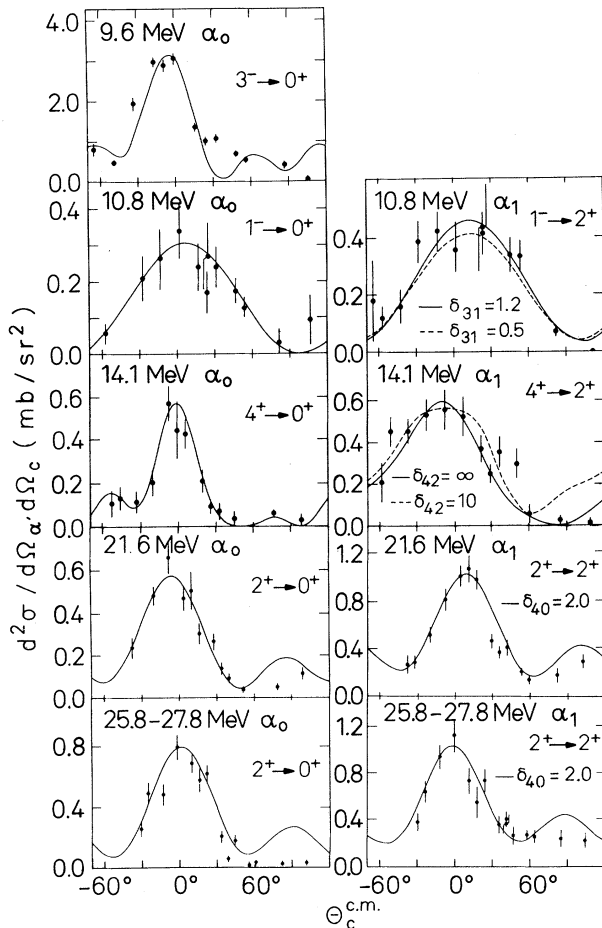 9.6 MeV α₀
3⁻→0⁺
4.0
2.0
0.0
10.8 MeV α₀
1⁻→0⁺
0.4
0.2
0.0
10.8 MeV α₁
1⁻→2⁺
0.4
0.2
0.0
— δ₃₁=1.2
---- δ₃₁=0.5
14.1 MeV α₀
4⁺→0⁺
0.6
0.4
0.2
0.0
14.1 MeV α₁
4⁺→2⁺
0.6
0.4
0.2
0.0
— δ₄₂=∞
---- δ₄₂=10
21.6 MeV α₀
2⁺→0⁺
0.6
0.4
0.2
0.0
21.6 MeV α₁
2⁺→2⁺
1.2
0.8
0.4
0.0
— δ₄₀=2.0
25.8–27.8 MeV α₀
2⁺→0⁺
0.8
0.4
0.0
25.8–27.8 MeV α₁
2⁺→2⁺
1.2
0.8
0.4
0.0
— δ₄₀=2.0
-60° 0° 60°
-60° 0° 60°
Θ_c^c.m.
d²σ/dΩα' dΩc (mb/sr²)